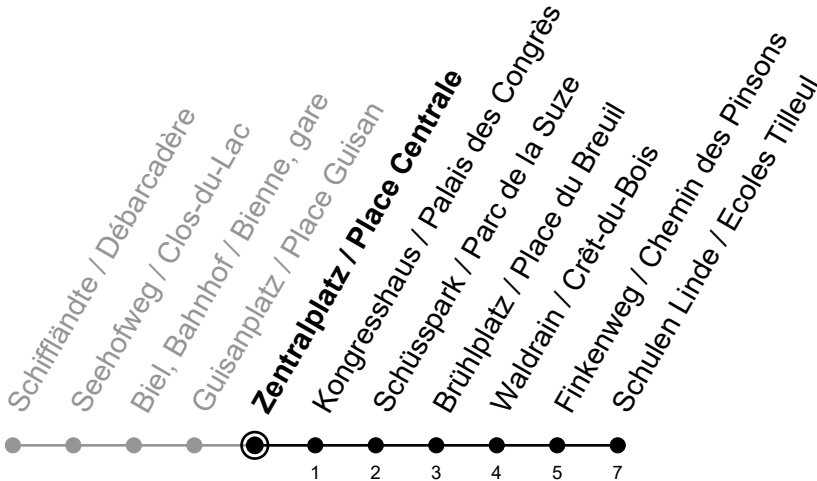 Schiffländte / Débarcadère
Seehofweg / Clos-du-Lac
Biel, Bahnhof / Bienne, gare
Guisanplatz / Place Guisan
Zentralplatz / Place Centrale
Kongresshaus / Palais des Congrès
Schüsspark / Parc de la Suze
Brühlplatz / Place du Breuil
Waldrain / Crêt-du-Bois
Finkenweg / Chemin des Pinsons
Schulen Linde / Ecoles Tilleul
1 2 3 4 5 7